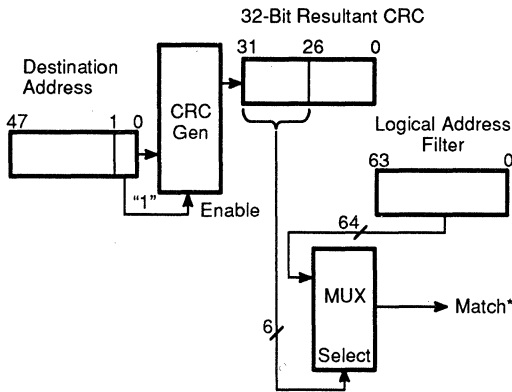 32-Bit Resultant CRC
31 26 0
Destination
Address
47 1 0
CRC
Gen
"1"
Enable
Logical Address
Filter
63 0
64
MUX
Match*
6
Select